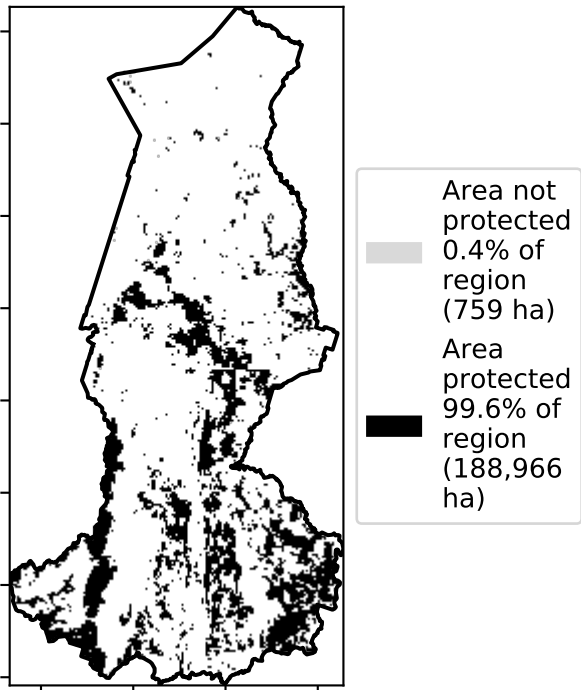 Area not
protected
0.4% of
region
(759 ha)
Area
protected
99.6% of
region
(188,966
ha)